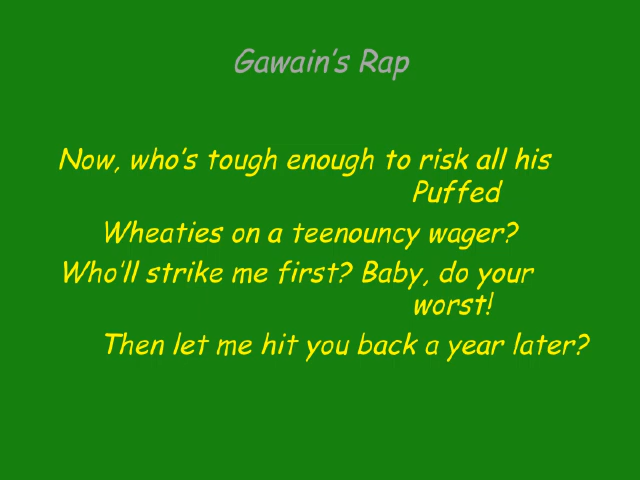 Gawain's Rap
Now, who's tough enough to risk all his
Puffed
Wheaties on a teenouncy wager?
Who'll strike me first? Baby, do your
worst!
Then let me hit you back a year later?